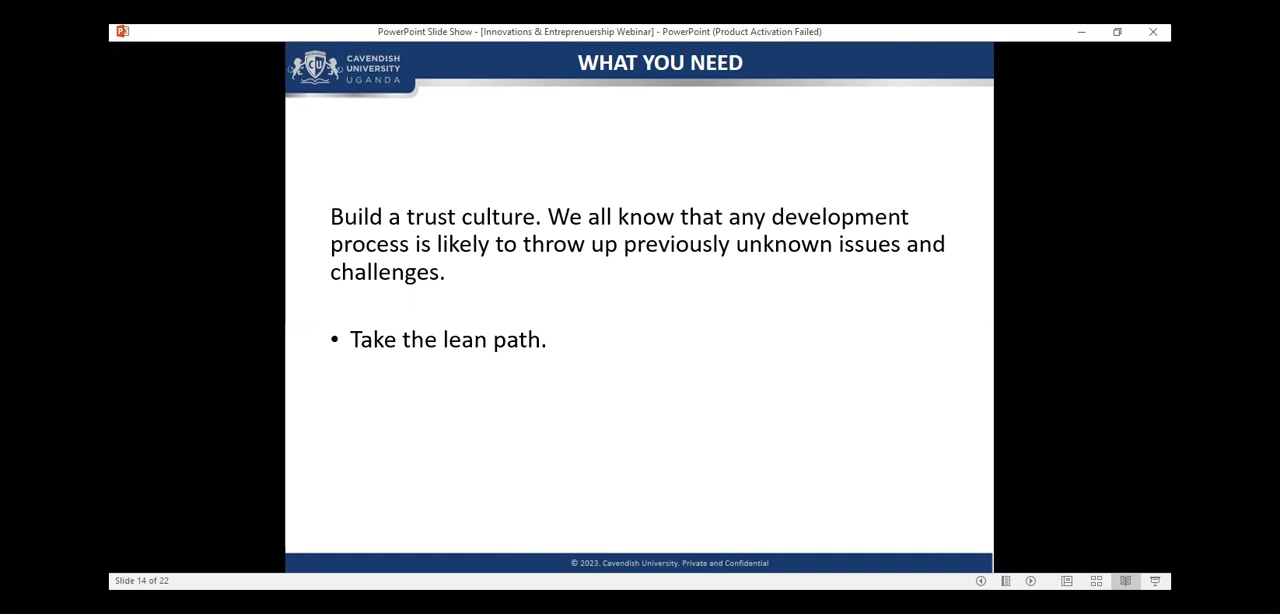 PowerPoint Slide Show - [Innovations & Entreprenuership Webinar] - PowerPoint (Product Activation Failed)
CAVENDISH
UNIVERSITY
UGANDA
CU
WHAT YOU NEED
Build a trust culture. We all know that any development
process is likely to throw up previously unknown issues and
challenges.
• Take the lean path.
© 2023. Cavendish University. Private and Confidential
Slide 14 of 22